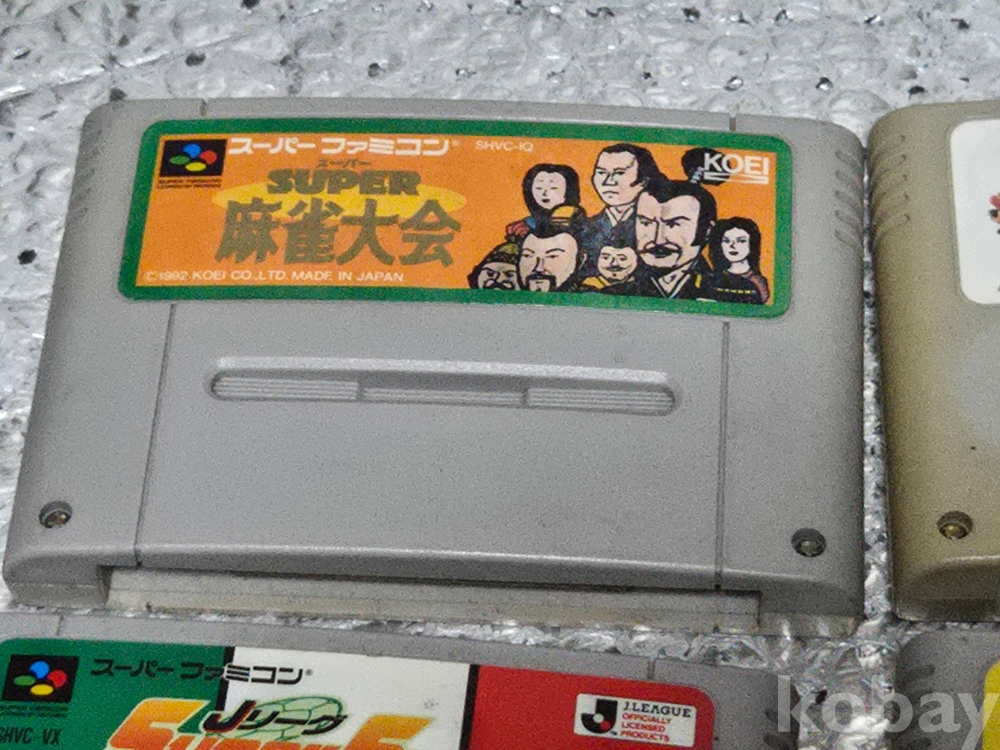 スーパーファミコン® SHVC-IQ
KOEI
スーパー
SUPER
麻雀大会
©1992 KOEI CO.,LTD. MADE IN JAPAN
スーパーファミコン®
SHVC-VX
Jリーグ
J.LEAGUE
OFFICIALLY
LICENSED
PRODUCTS
kobay